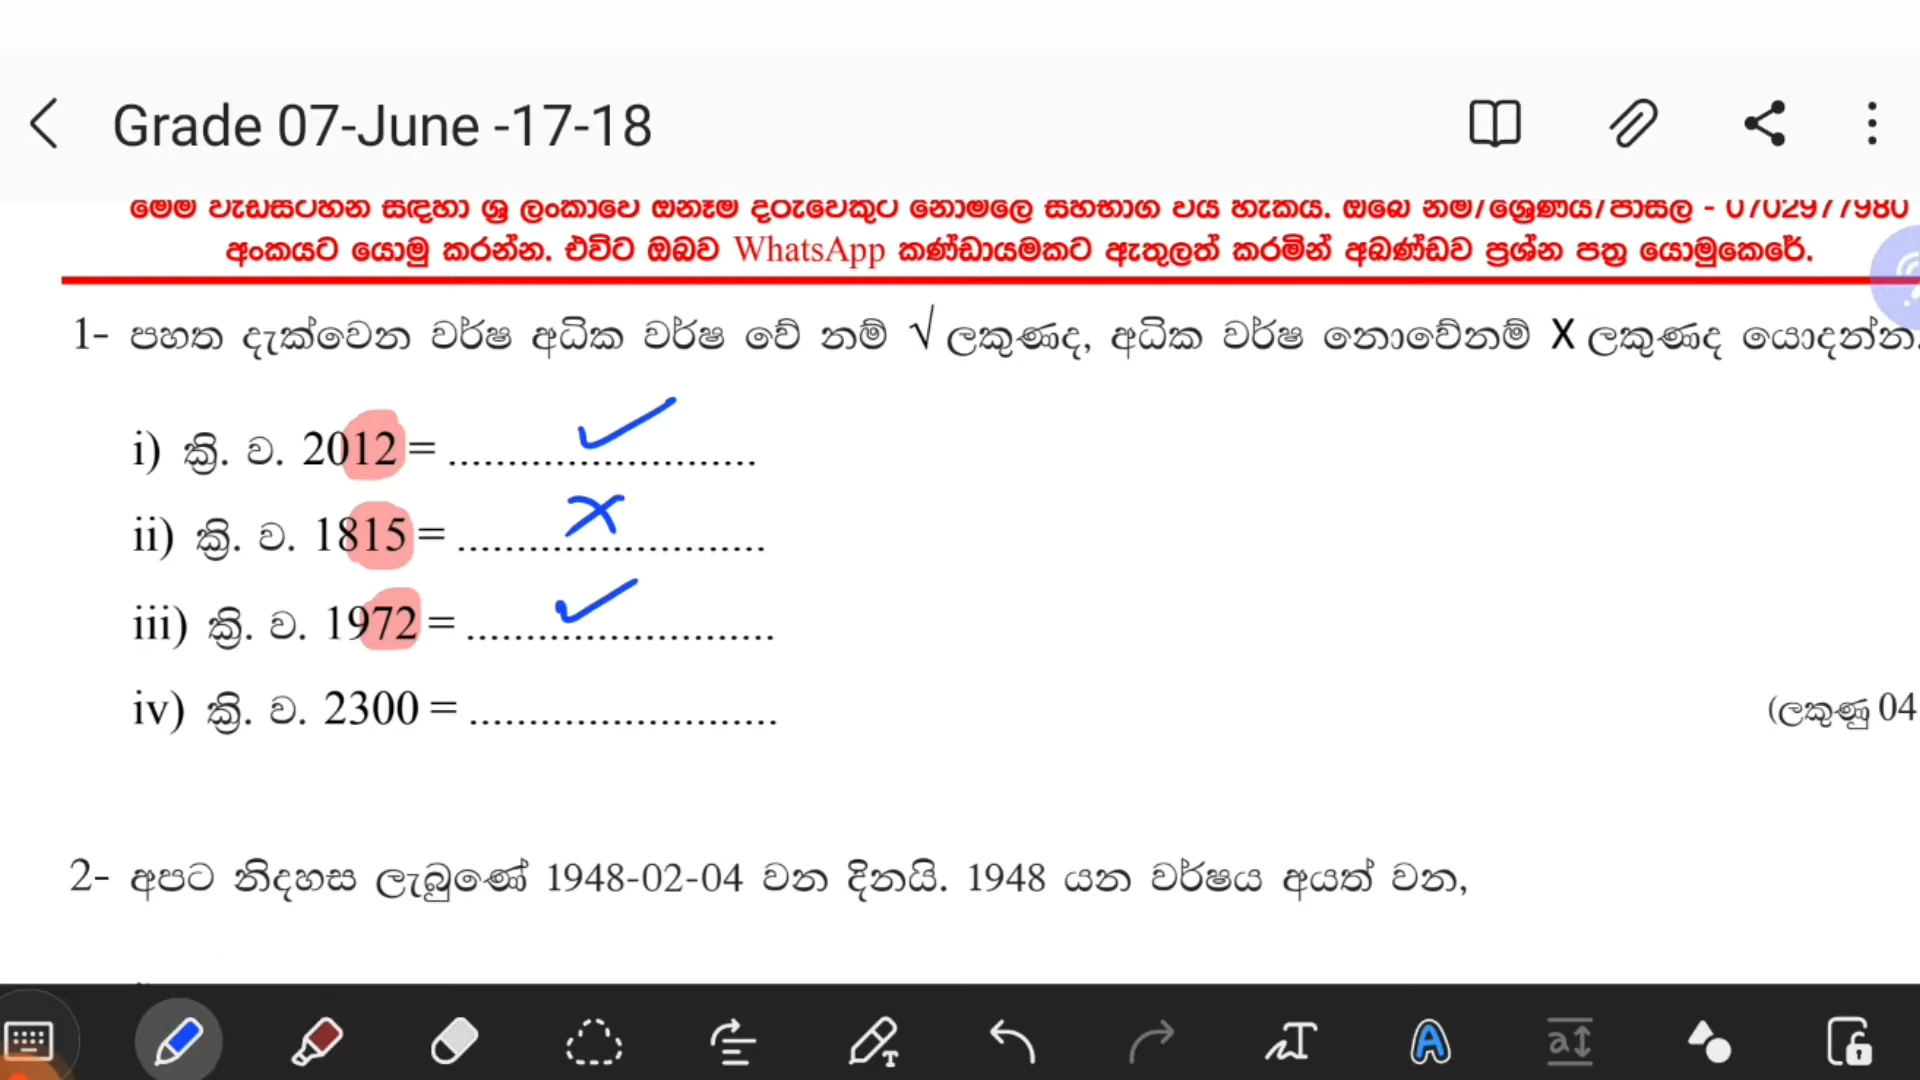 Grade 07-June -17-18
මෙම වැඩසටහන සඳහා ශ්‍රී ලංකාවේ ඕනෑම දරුවෙකුට නොමිලේ සහභාගි විය හැකිය. ඔබේ නම/ශ්‍රේණිය/පාසල - 0702977980
අංකයට යොමු කරන්න. එවිට ඔබව WhatsApp කණ්ඩායමකට ඇතුලත් කරමින් අඛණ්ඩව ප්‍රශ්න පත්‍ර යොමුකෙරේ.
1- පහත දැක්වෙන වර්ෂ අධික වර්ෂ වේ නම් √ ලකුණද, අධික වර්ෂ නොවේනම් X ලකුණද යොදන්න.
i) ක්‍රි. ව. 2012 = .......................... ✓
ii) ක්‍රි. ව. 1815 = .......................... ×
iii) ක්‍රි. ව. 1972 = .......................... ✓
iv) ක්‍රි. ව. 2300 = ..........................
(ලකුණු 04
2- අපට නිදහස ලැබුණේ 1948-02-04 වන දිනයි. 1948 යන වර්ෂය අයත් වන,